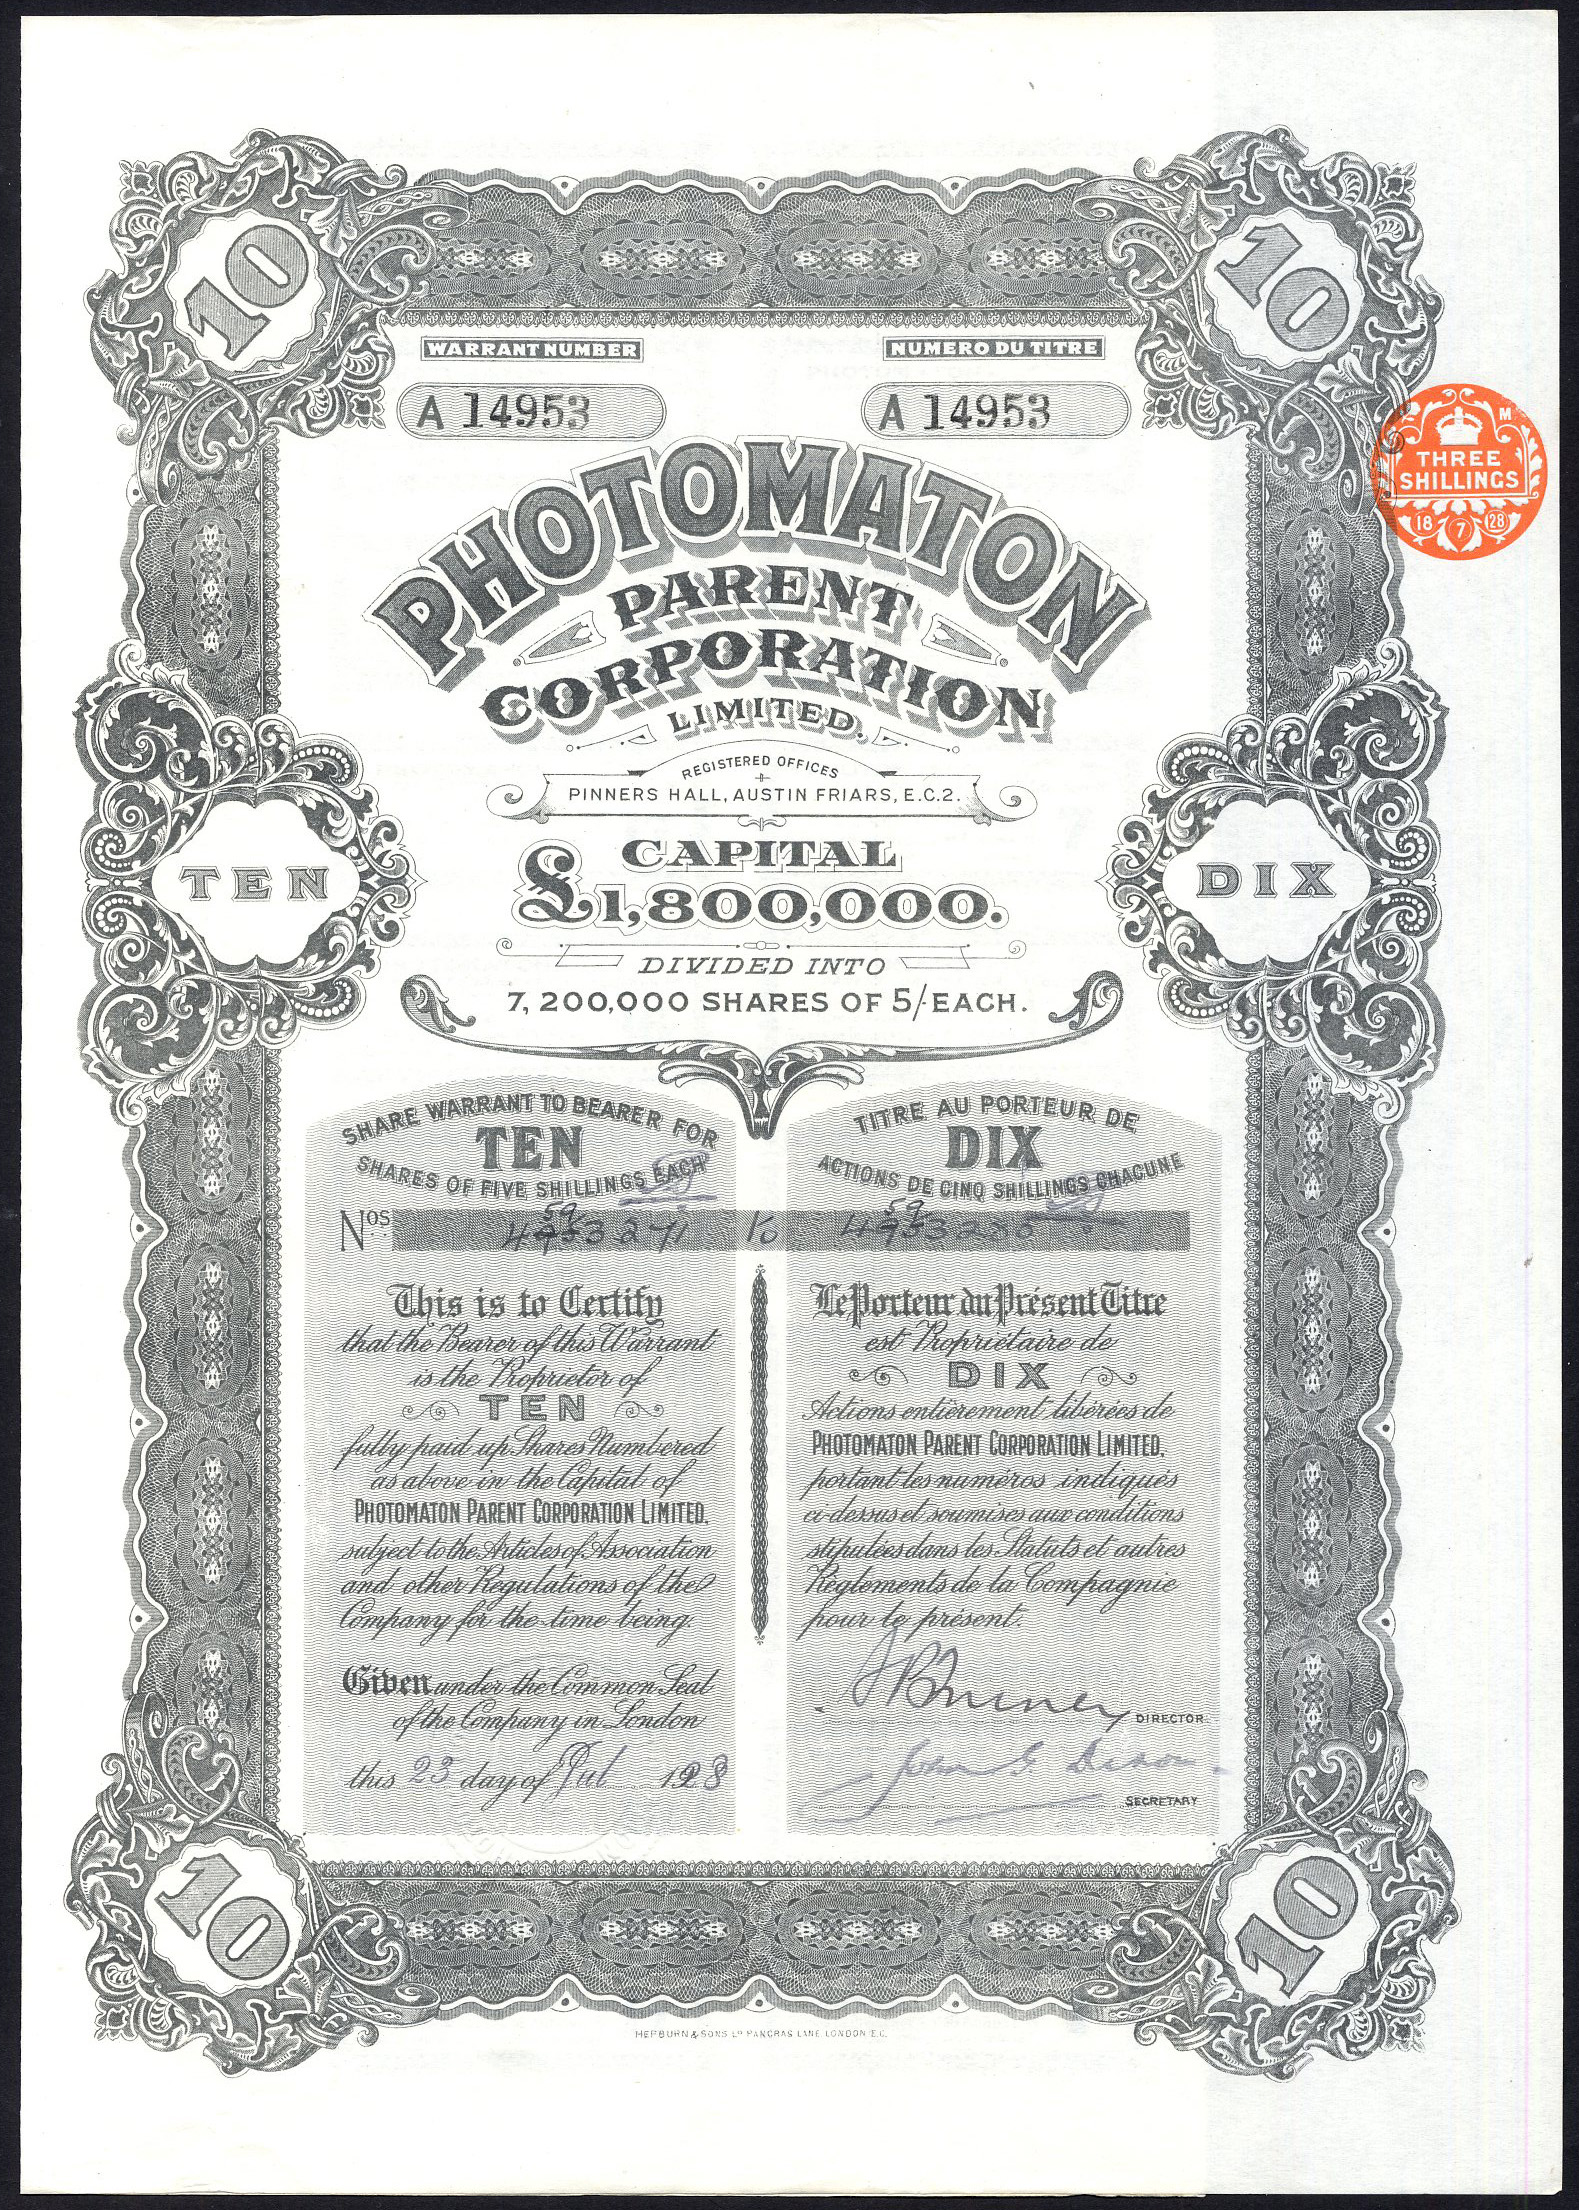 10
10
WARRANT NUMBER
NUMERO DU TITRE
A 14953
A 14953
M
THREE
SHILLINGS
18 7 28
PHOTOMATON
PARENT
CORPORATION
LIMITED.
REGISTERED OFFICES
PINNERS HALL, AUSTIN FRIARS, E.C.2.
CAPITAL
£1,800,000.
TEN
DIX
DIVIDED INTO
7,200,000 SHARES OF 5/- EACH.
SHARE WARRANT TO BEARER FOR
TEN
SHARES OF FIVE SHILLINGS EACH
TITRE AU PORTEUR DE
DIX
ACTIONS DE CINQ SHILLINGS CHACUNE
Nos. to
This is to Certify
that the Bearer of this Warrant
is the Proprietor of
TEN
fully paid up Shares Numbered
as above in the Capital of
PHOTOMATON PARENT CORPORATION LIMITED.
subject to the Articles of Association
and other Regulations of the
Company for the time being
Given under the Common Seal
of the Company in London
this 23 day of Jul 1928
Le Porteur du Présent Titre
est Propriétaire de
DIX
Actions entièrement libérées de
PHOTOMATON PARENT CORPORATION LIMITED.
portant les numéros indiqués
ci-dessus et soumises aux conditions
stipulées dans les Statuts et autres
Règlements de la Compagnie
pour le présent.
DIRECTOR.
John G.
SECRETARY
10
10
HEPBURN & SONS LD PANCRAS LANE LONDON E.C.